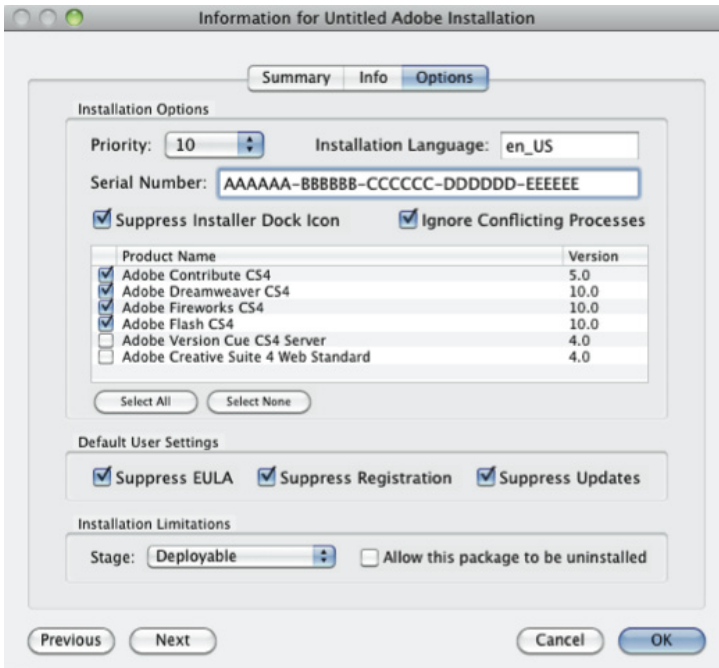 Information for Untitled Adobe Installation
Summary Info Options
Installation Options
Priority: 10 Installation Language: en_US
Serial Number: AAAAAA-BBBBBB-CCCCCC-DDDDDD-EEEEEE
Suppress Installer Dock Icon Ignore Conflicting Processes
Product Name Version
Adobe Contribute CS4 5.0
Adobe Dreamweaver CS4 10.0
Adobe Fireworks CS4 10.0
Adobe Flash CS4 10.0
Adobe Version Cue CS4 Server 4.0
Adobe Creative Suite 4 Web Standard 4.0
Select All Select None
Default User Settings
Suppress EULA Suppress Registration Suppress Updates
Installation Limitations
Stage: Deployable Allow this package to be uninstalled
Previous Next Cancel OK